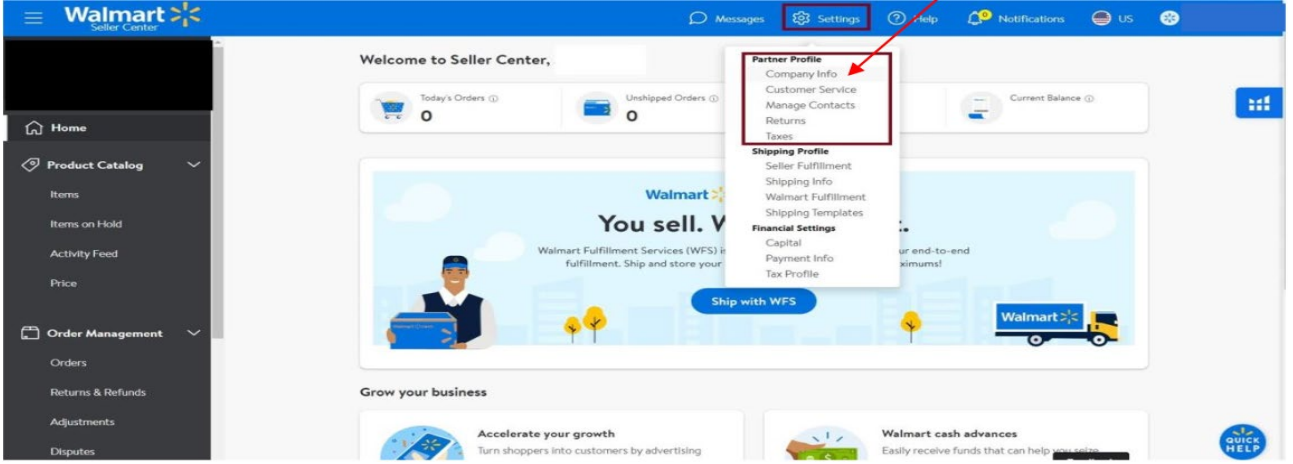 Walmart
Seller Center
Messages
Settings
Help
Notifications
US
Home
Product Catalog
Items
Items on Hold
Activity Feed
Price
Order Management
Orders
Returns & Refunds
Adjustments
Disputes
Welcome to Seller Center,
Today's Orders
0
Unshipped Orders
0
Current Balance
Partner Profile
Company Info
Customer Service
Manage Contacts
Returns
Taxes
Shipping Profile
Seller Fulfillment
Shipping Info
Walmart Fulfillment
Shipping Templates
Financial Settings
Capital
Payment Info
Tax Profile
Walmart
You sell.
Walmart Fulfillment Services (WFS)
ur end-to-end
fulfillment. Ship and store your
ximums!
Ship with WFS
Walmart
Grow your business
Accelerate your growth
Turn shoppers into customers by advertising
Walmart cash advances
Easily receive funds that can help you seize
QUICK
HELP